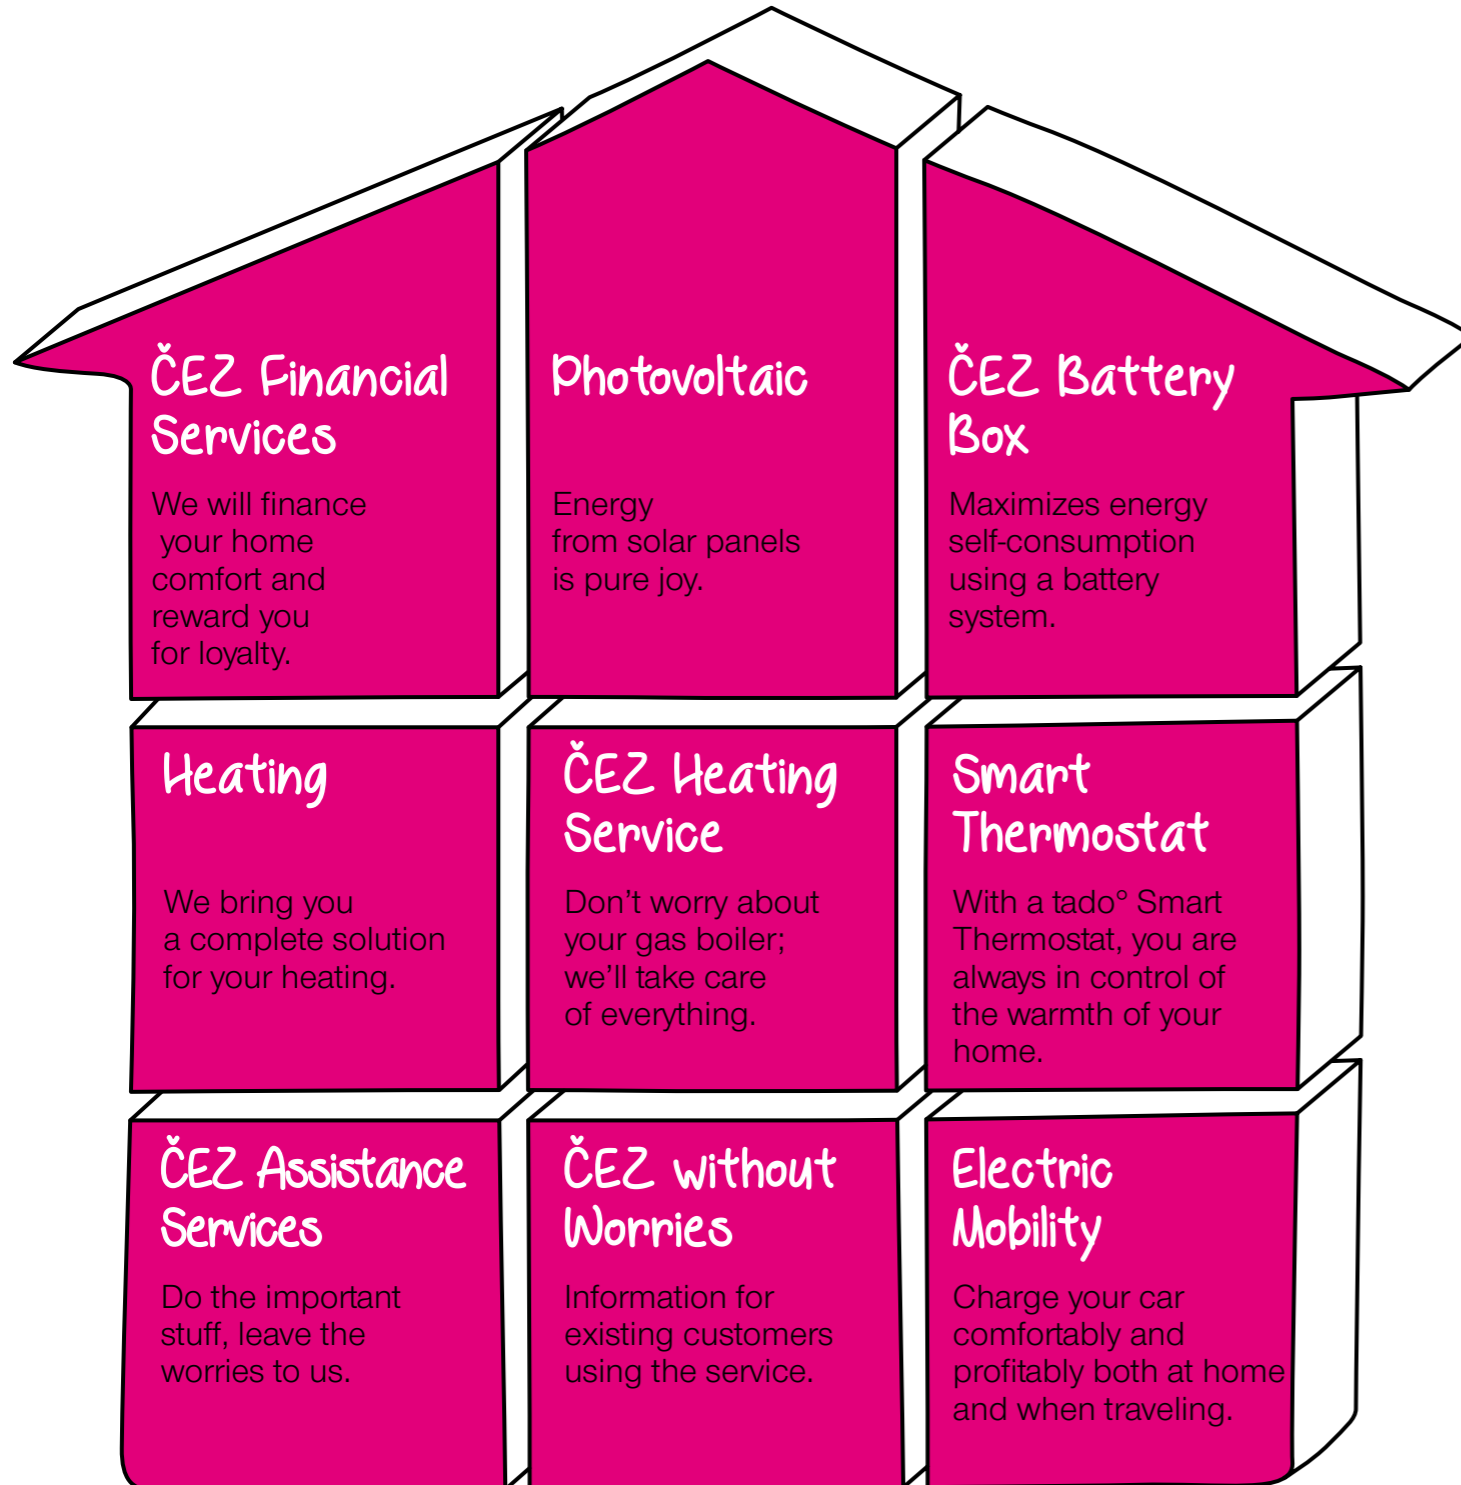 ČEZ Financial
Services
We will finance
your home
comfort and
reward you
for loyalty.
Photovoltaic
Energy
from solar panels
is pure joy.
ČEZ Battery
Box
Maximizes energy
self-consumption
using a battery
system.
Heating
We bring you
a complete solution
for your heating.
ČEZ Heating
Service
Don’t worry about
your gas boiler;
we’ll take care
of everything.
Smart
Thermostat
With a tado° Smart
Thermostat, you are
always in control of
the warmth of your
home.
ČEZ Assistance
Services
Do the important
stuff, leave the
worries to us.
ČEZ without
Worries
Information for
existing customers
using the service.
Electric
Mobility
Charge your car
comfortably and
profitably both at home
and when traveling.